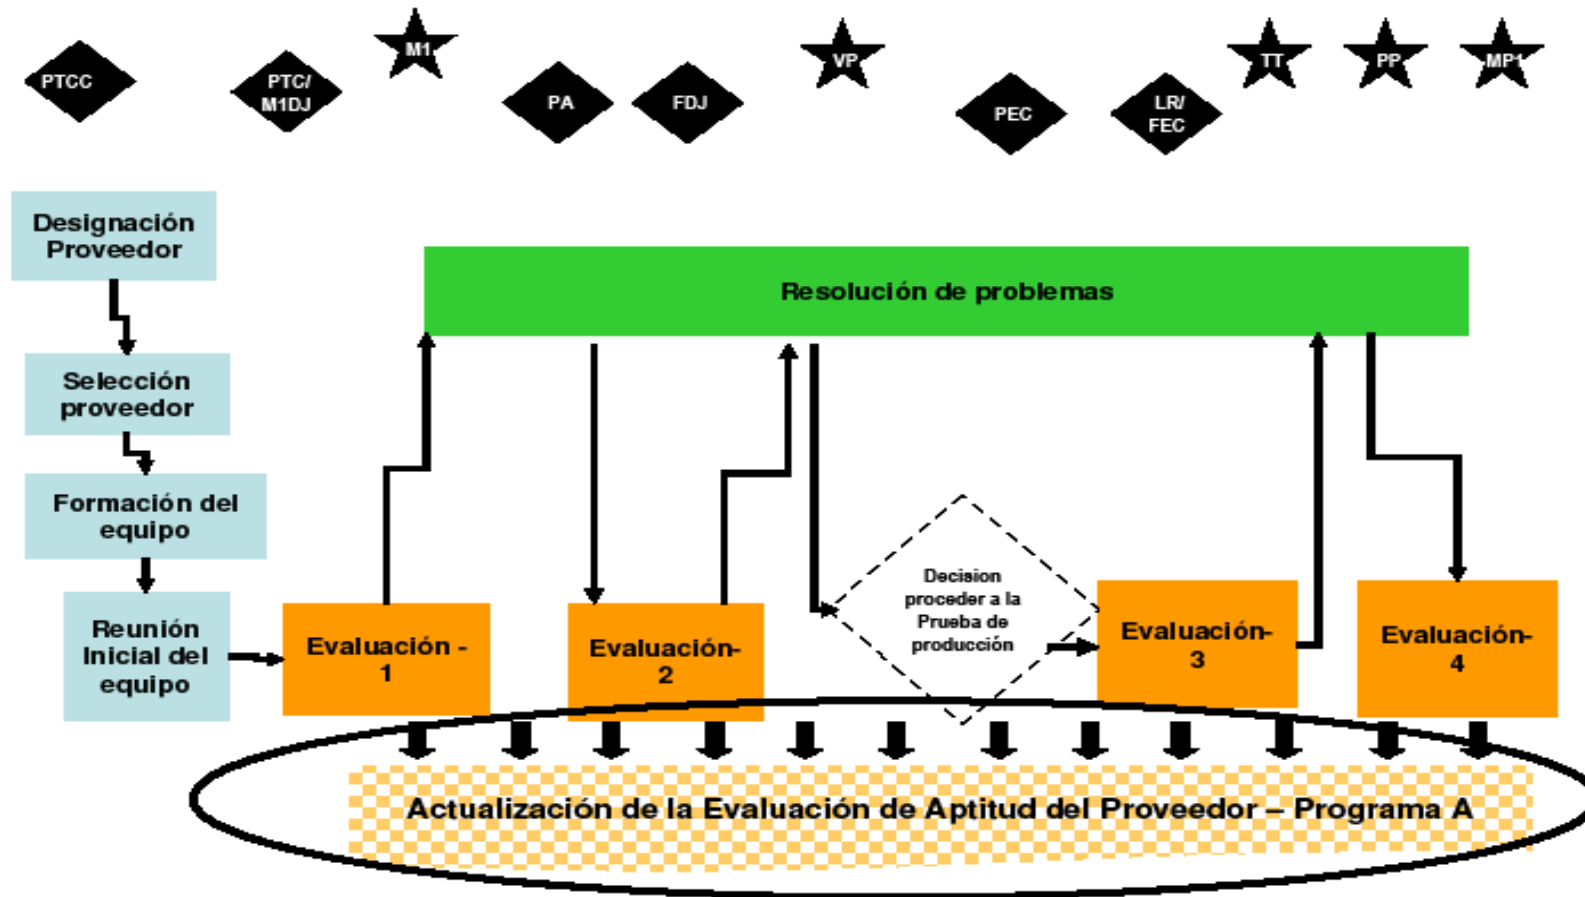 PTCC
PTC/
M1DJ
M1
PA
FDJ
VP
PEC
LR/
FEC
TT
PP
MP1
Designación
Proveedor
Resolución de problemas
Selección
proveedor
Formación del
equipo
Reunión
Inicial del
equipo
Evaluación -
1
Evaluación-
2
Decision
proceder a la
Prueba de
producción
Evaluación-
3
Evaluación-
4
Actualización de la Evaluación de Aptitud del Proveedor – Programa A